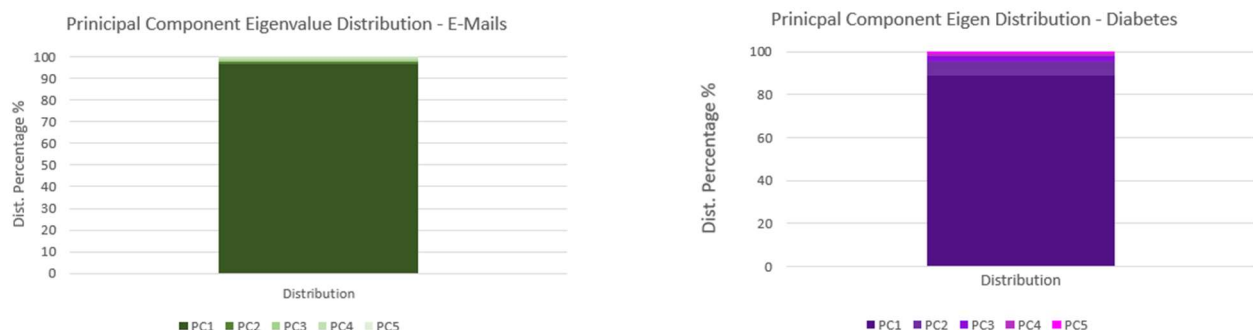 Prinicipal Component Eigenvalue Distribution - E-Mails
Dist. Percentage %
100
90
80
70
60
50
40
30
20
10
0
Distribution
PC1 PC2 PC3 PC4 PC5
Prinicpal Component Eigen Distribution - Diabetes
Dist. Percentage %
100
80
60
40
20
0
Distribution
PC1 PC2 PC3 PC4 PC5